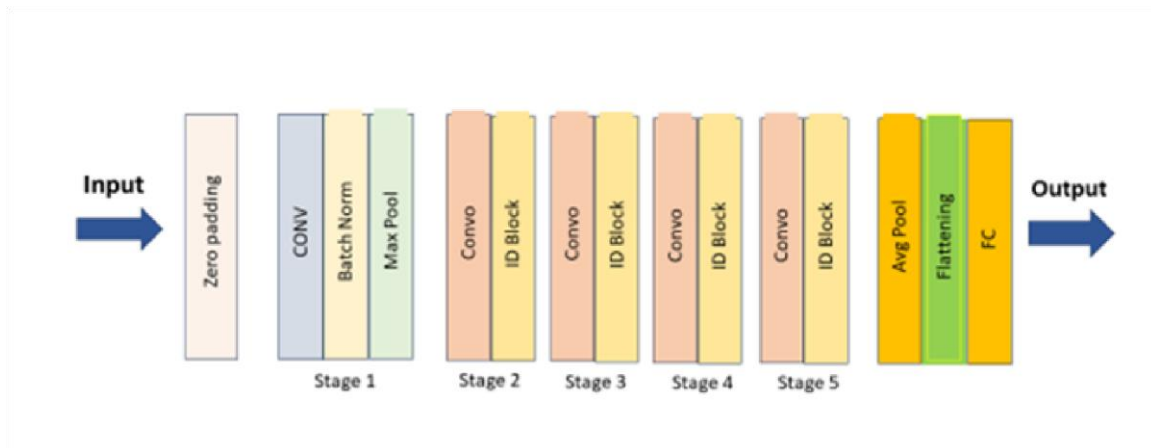 Input
Zero padding
CONV
Batch Norm
Max Pool
Stage 1
Convo
ID Block
Stage 2
Convo
ID Block
Stage 3
Convo
ID Block
Stage 4
Convo
ID Block
Stage 5
Avg Pool
Flattening
FC
Output